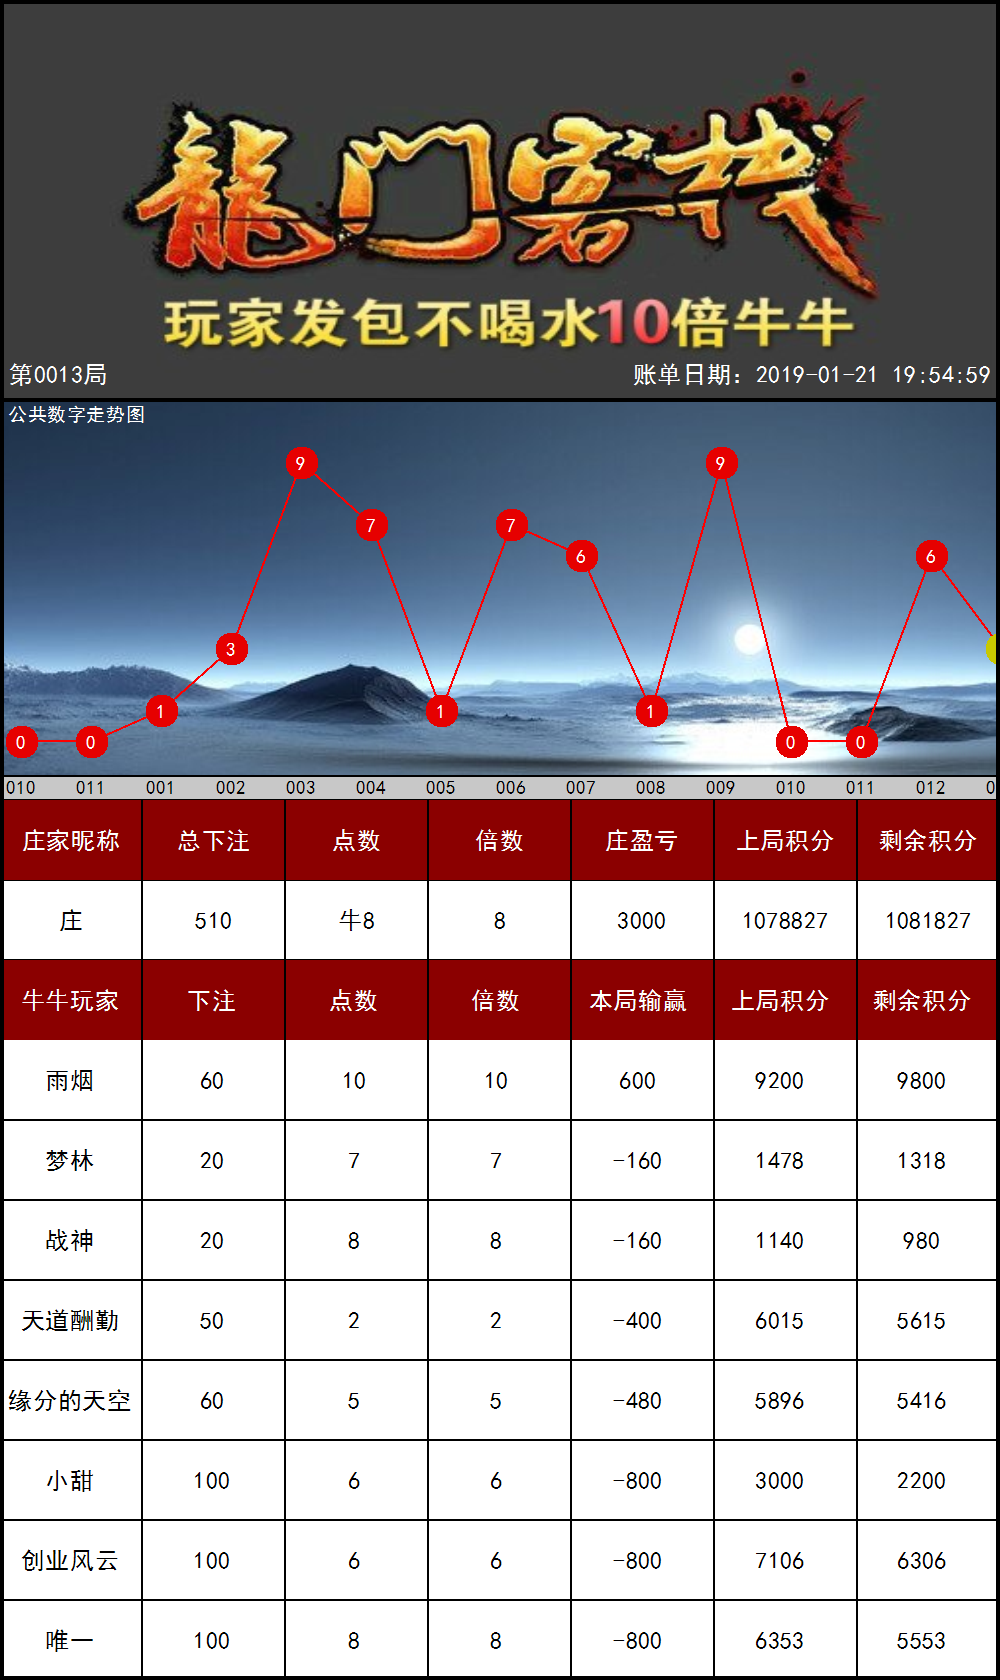 龍门客栈
玩家发包不喝水10倍牛牛
第0013局 账单日期：2019-01-21 19:54:59
公共数字走势图
0 0 1 3 9 7 1 7 6 1 9 0 0 6
010 011 001 002 003 004 005 006 007 008 009 010 011 012 0
庄家昵称 总下注 点数 倍数 庄盈亏 上局积分 剩余积分
庄 510 牛8 8 3000 1078827 1081827
牛牛玩家 下注 点数 倍数 本局输赢 上局积分 剩余积分
雨烟 60 10 10 600 9200 9800
梦林 20 7 7 -160 1478 1318
战神 20 8 8 -160 1140 980
天道酬勤 50 2 2 -400 6015 5615
缘分的天空 60 5 5 -480 5896 5416
小甜 100 6 6 -800 3000 2200
创业风云 100 6 6 -800 7106 6306
唯一 100 8 8 -800 6353 5553